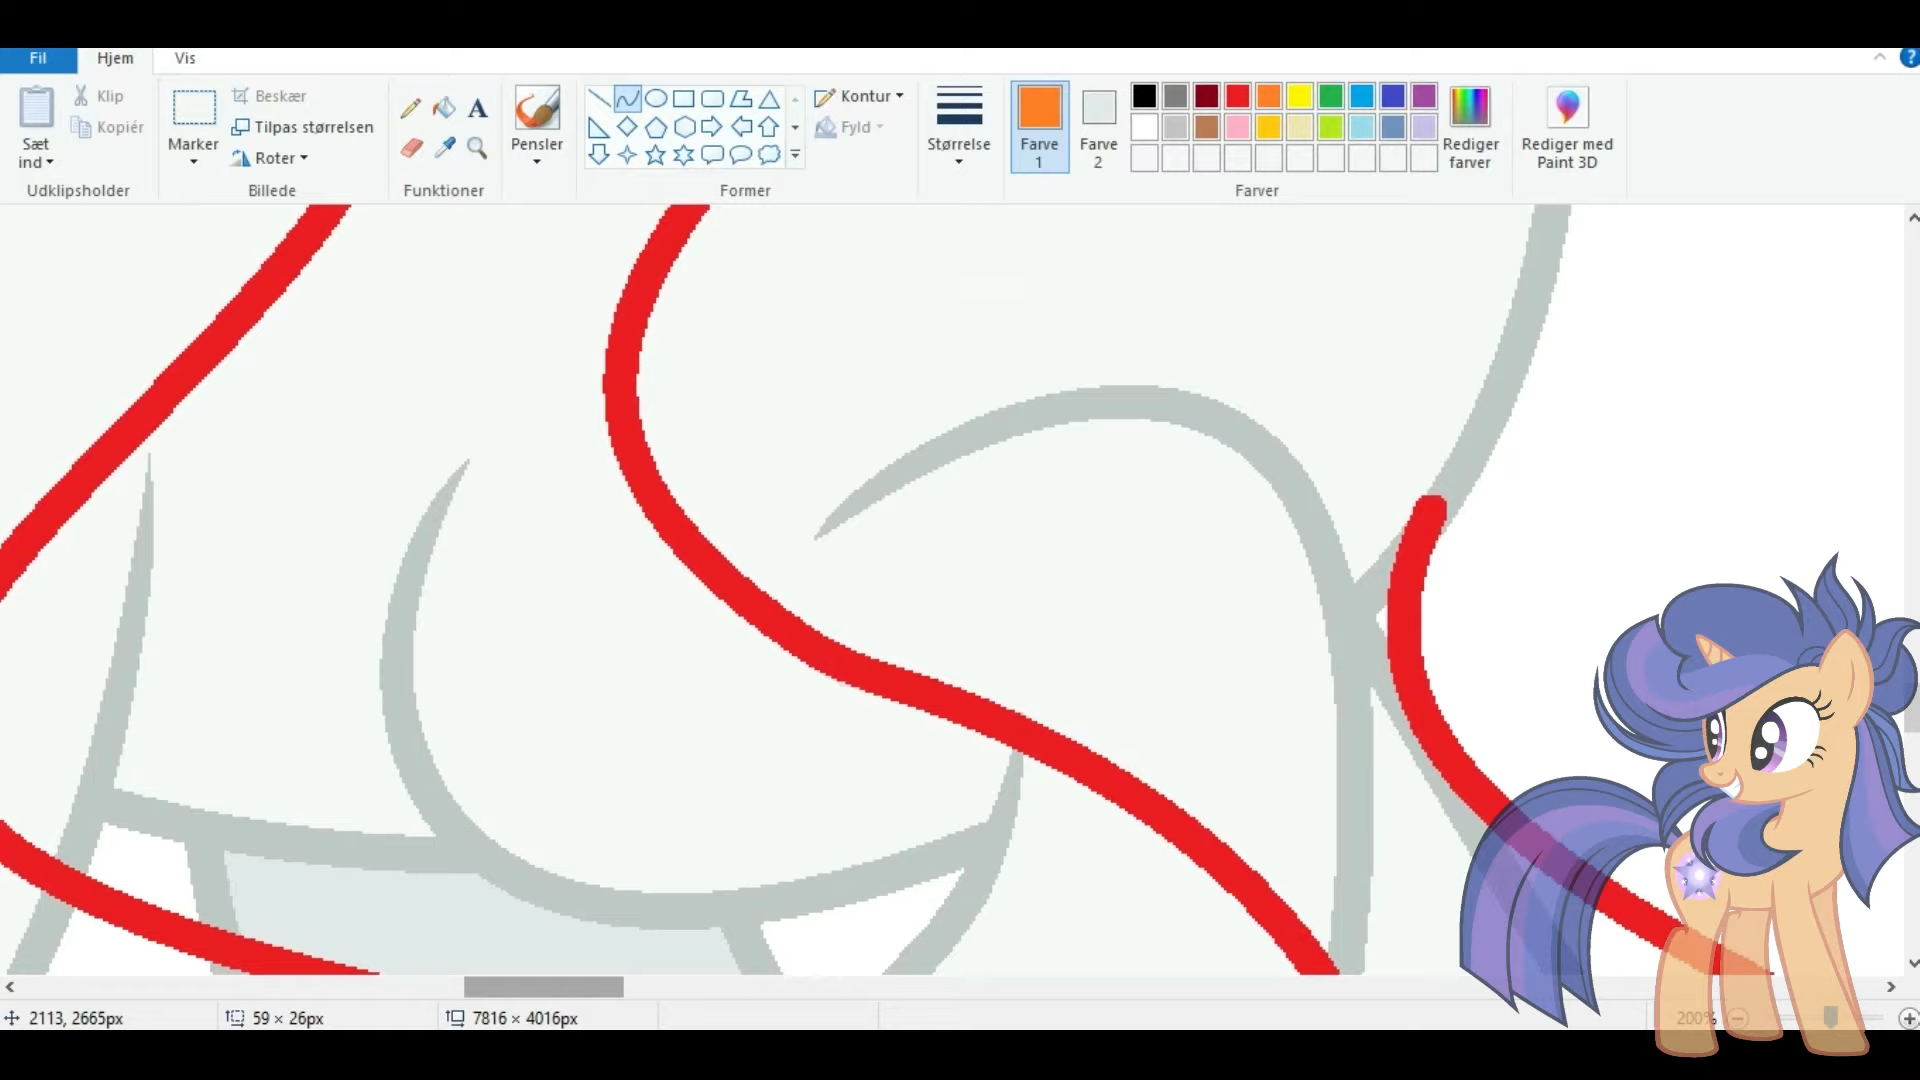 Fil Hjem Vis
Klip
Kopiér
Sæt
ind
Udklipsholder
Marker
Beskær
Tilpas størrelsen
Roter
Billede
A
Funktioner
Pensler
Former
Kontur
Fyld
Størrelse
Farve
1
Farve
2
Farver
Rediger
farver
Rediger med
Paint 3D
?
2113, 2665px
59 × 26px
7816 × 4016px
200%